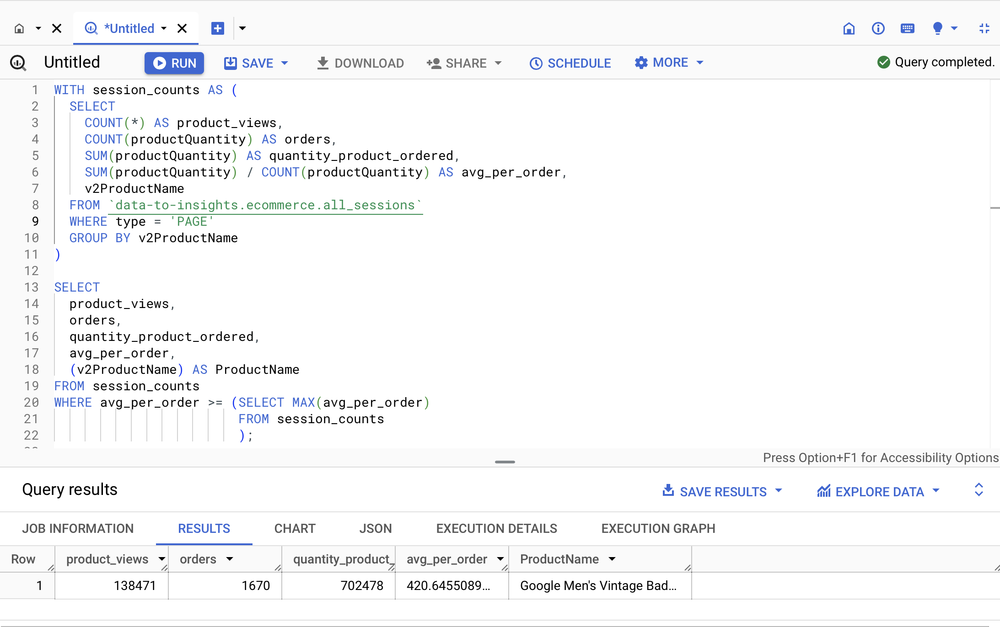 *Untitled
Untitled RUN SAVE DOWNLOAD SHARE SCHEDULE MORE Query completed.
1 WITH session_counts AS (
2 SELECT
3 COUNT(*) AS product_views,
4 COUNT(productQuantity) AS orders,
5 SUM(productQuantity) AS quantity_product_ordered,
6 SUM(productQuantity) / COUNT(productQuantity) AS avg_per_order,
7 v2ProductName
8 FROM `data-to-insights.ecommerce.all_sessions`
9 WHERE type = 'PAGE'
10 GROUP BY v2ProductName
11 )
12
13 SELECT
14 product_views,
15 orders,
16 quantity_product_ordered,
17 avg_per_order,
18 (v2ProductName) AS ProductName
19 FROM session_counts
20 WHERE avg_per_order >= (SELECT MAX(avg_per_order)
21 FROM session_counts
22 );
Press Option+F1 for Accessibility Options
Query results SAVE RESULTS EXPLORE DATA
JOB INFORMATION RESULTS CHART JSON EXECUTION DETAILS EXECUTION GRAPH
Row product_views orders quantity_product_ avg_per_order ProductName
1 138471 1670 702478 420.6455089... Google Men's Vintage Bad...